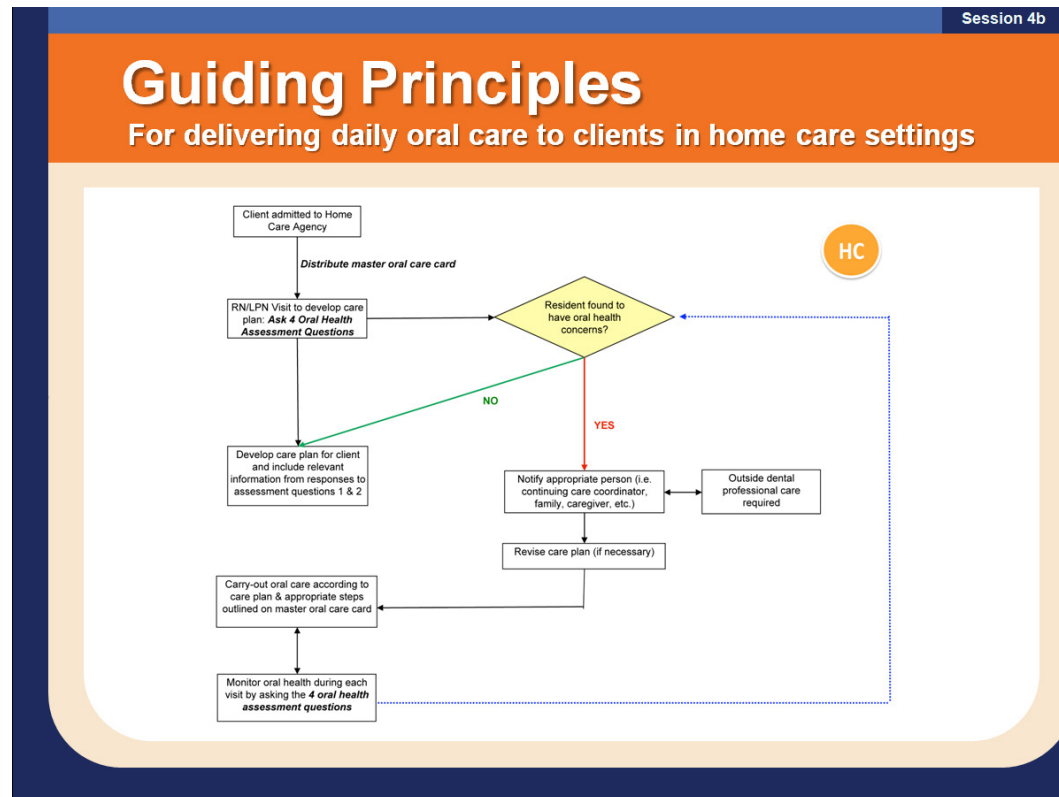 Session 4b
Guiding Principles
For delivering daily oral care to clients in home care settings
Client admitted to Home
Care Agency
HC
Distribute master oral care card
RN/LPN Visit to develop care
plan: Ask 4 Oral Health
Assessment Questions
Resident found to
have oral health
concerns?
NO
YES
Develop care plan for client
and include relevant
information from responses to
assessment questions 1 & 2
Notify appropriate person (i.e.
continuing care coordinator,
family, caregiver, etc.)
Outside dental
professional care
required
Revise care plan (if necessary)
Carry-out oral care according to
care plan & appropriate steps
outlined on master oral care card
Monitor oral health during each
visit by asking the 4 oral health
assessment questions